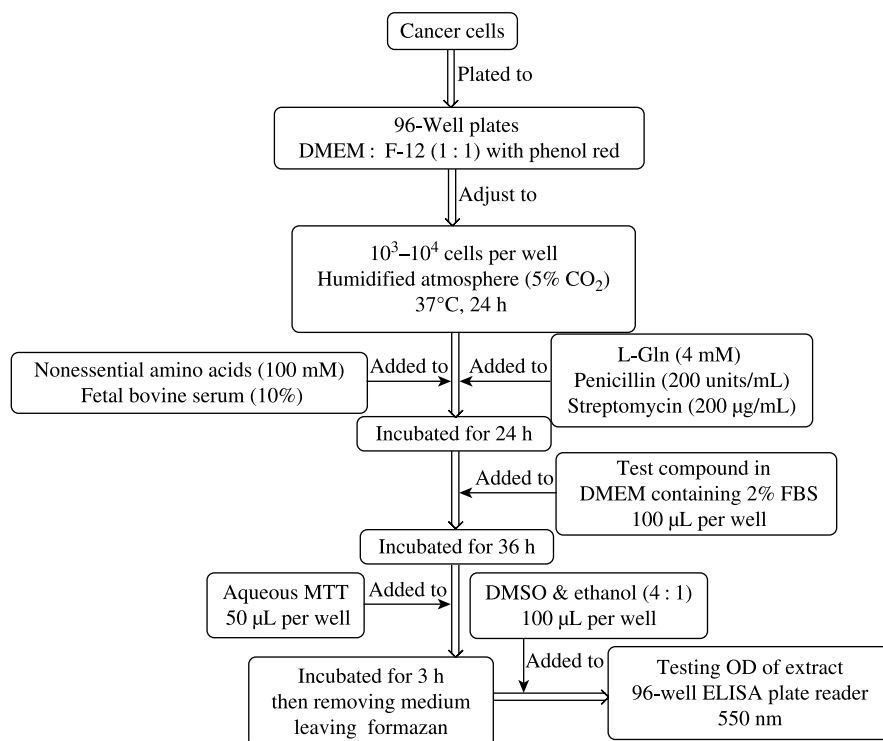 Cancer cells
Plated to
96-Well plates
DMEM : F-12 (1 : 1) with phenol red
Adjust to
10³–10⁴ cells per well
Humidified atmosphere (5% CO₂)
37°C, 24 h
Nonessential amino acids (100 mM)
Fetal bovine serum (10%)
Added to
Added to
L-Gln (4 mM)
Penicillin (200 units/mL)
Streptomycin (200 µg/mL)
Incubated for 24 h
Added to
Test compound in
DMEM containing 2% FBS
100 µL per well
Incubated for 36 h
Aqueous MTT
50 µL per well
Added to
DMSO & ethanol (4 : 1)
100 µL per well
Incubated for 3 h
then removing medium
leaving formazan
Added to
Testing OD of extract
96-well ELISA plate reader
550 nm